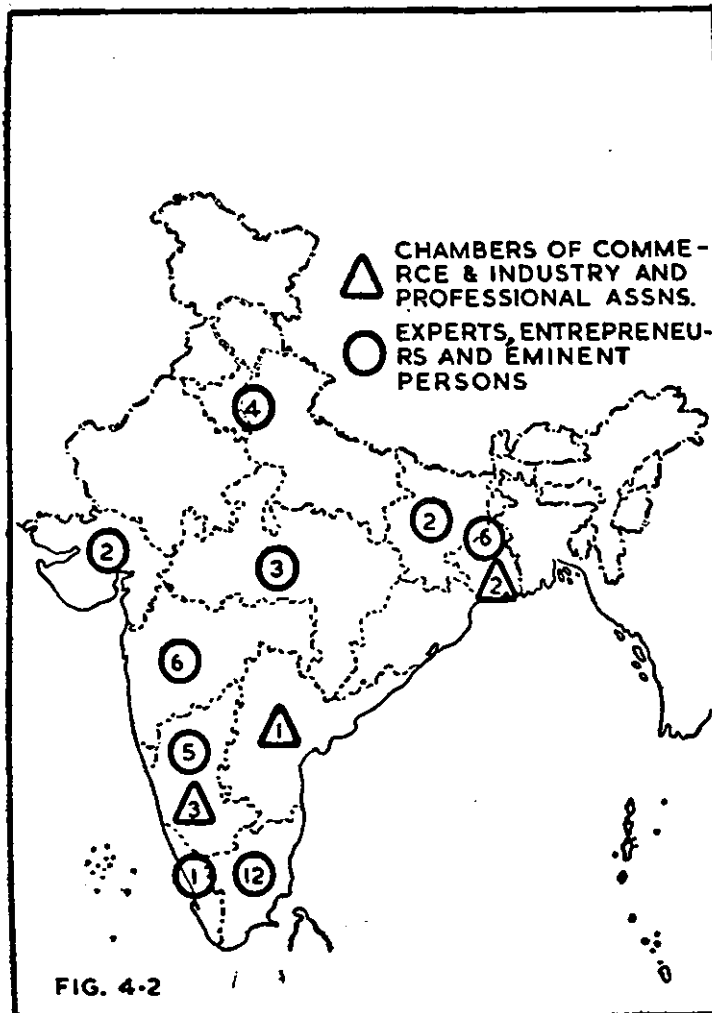 CHAMBERS OF COMME-
RCE & INDUSTRY AND
PROFESSIONAL ASSNS.
EXPERTS, ENTREPRENEU-
RS AND EMINENT
PERSONS
4
2
6
2
3
2
6
1
5
3
1
12
FIG. 4.2